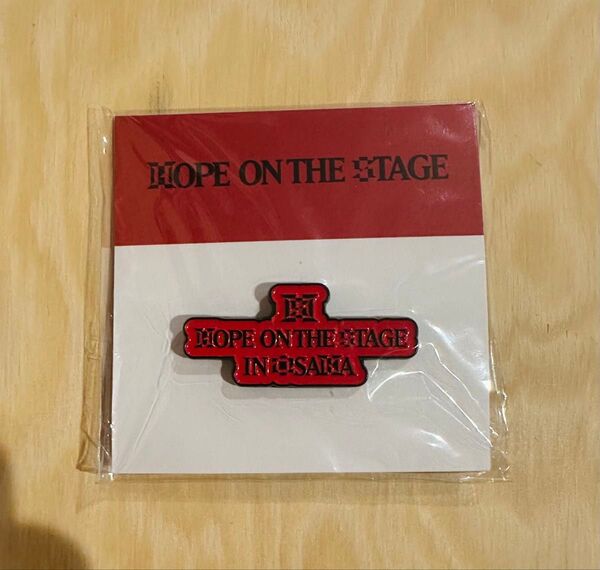 HOPE ON THE STAGE
H
HOPE ON THE STAGE
IN OSAKA